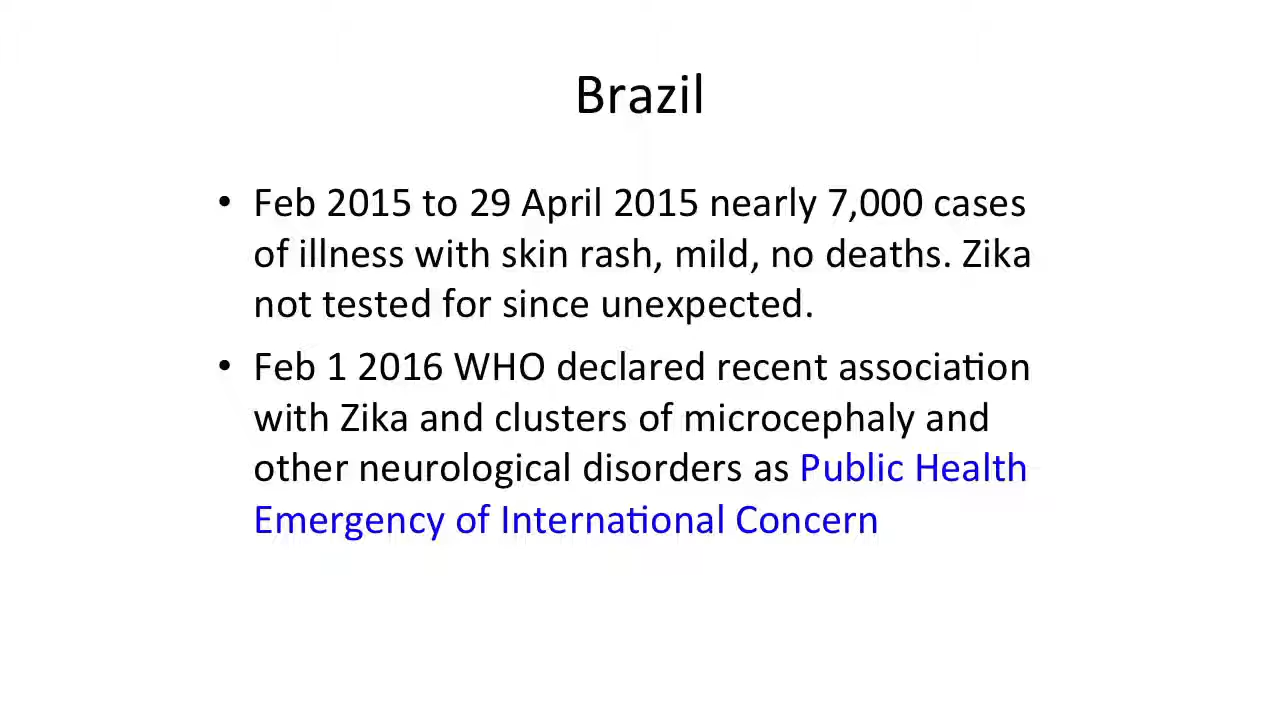 Brazil
• Feb 2015 to 29 April 2015 nearly 7,000 cases
of illness with skin rash, mild, no deaths. Zika
not tested for since unexpected.
• Feb 1 2016 WHO declared recent association
with Zika and clusters of microcephaly and
other neurological disorders as Public Health
Emergency of International Concern